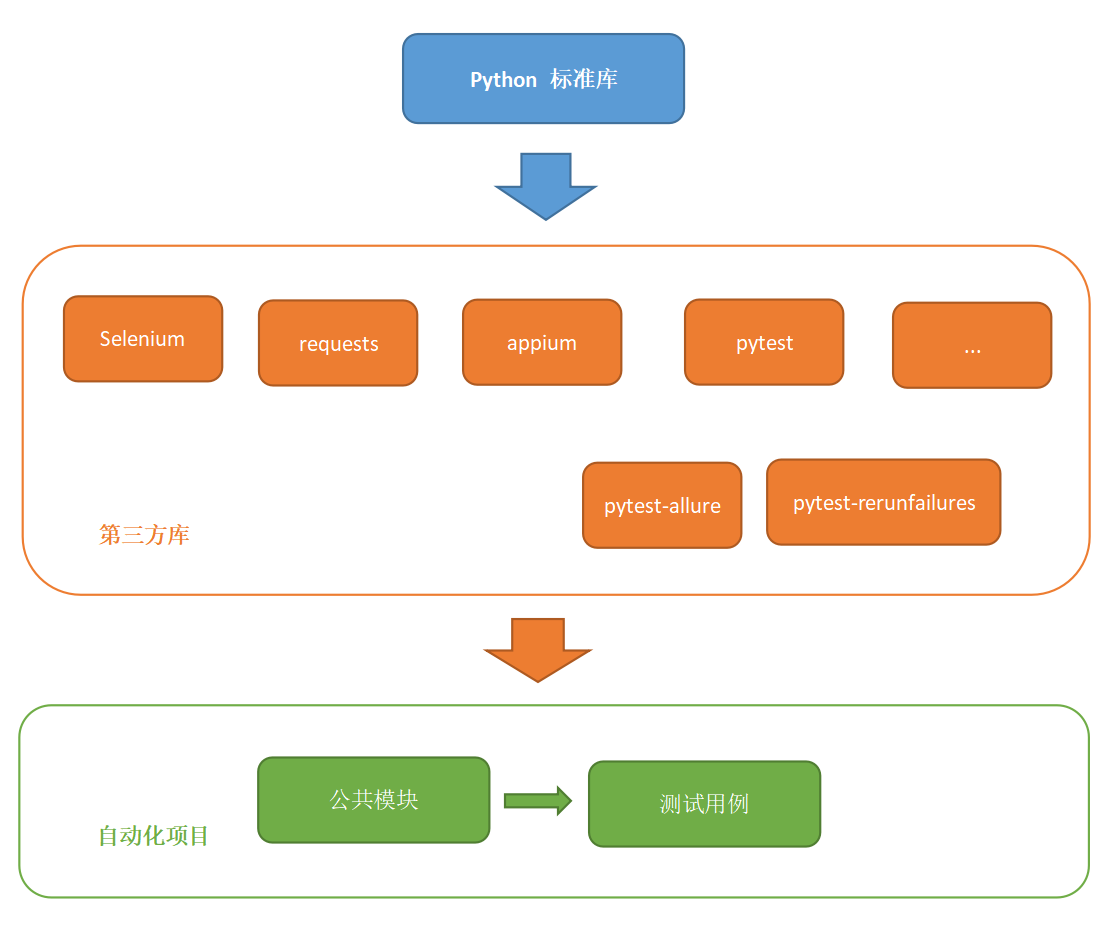 Python 标准库
Selenium
requests
appium
pytest
...
pytest-allure
pytest-rerunfailures
第三方库
公共模块
测试用例
自动化项目